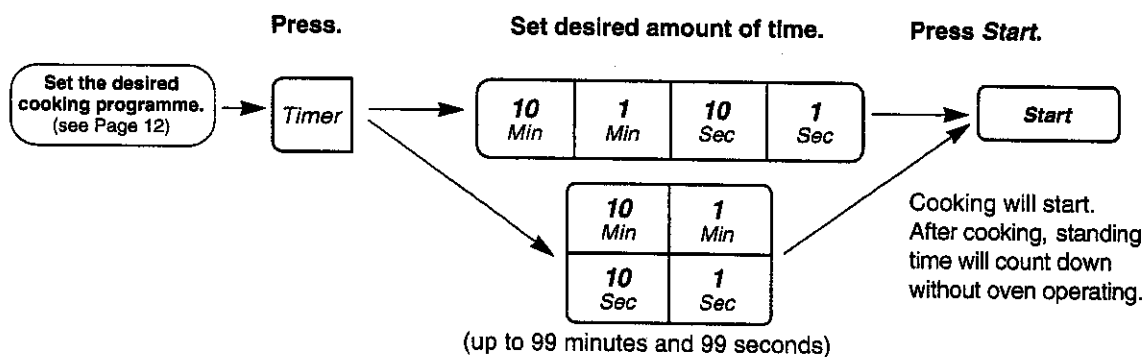 Press.
Set desired amount of time.
Press Start.
Set the desired
cooking programme.
(see Page 12)
Timer
10 1 10 1
Min Min Sec Sec
Start
10 1
Min Min
10 1
Sec Sec
(up to 99 minutes and 99 seconds)
Cooking will start.
After cooking, standing
time will count down
without oven operating.